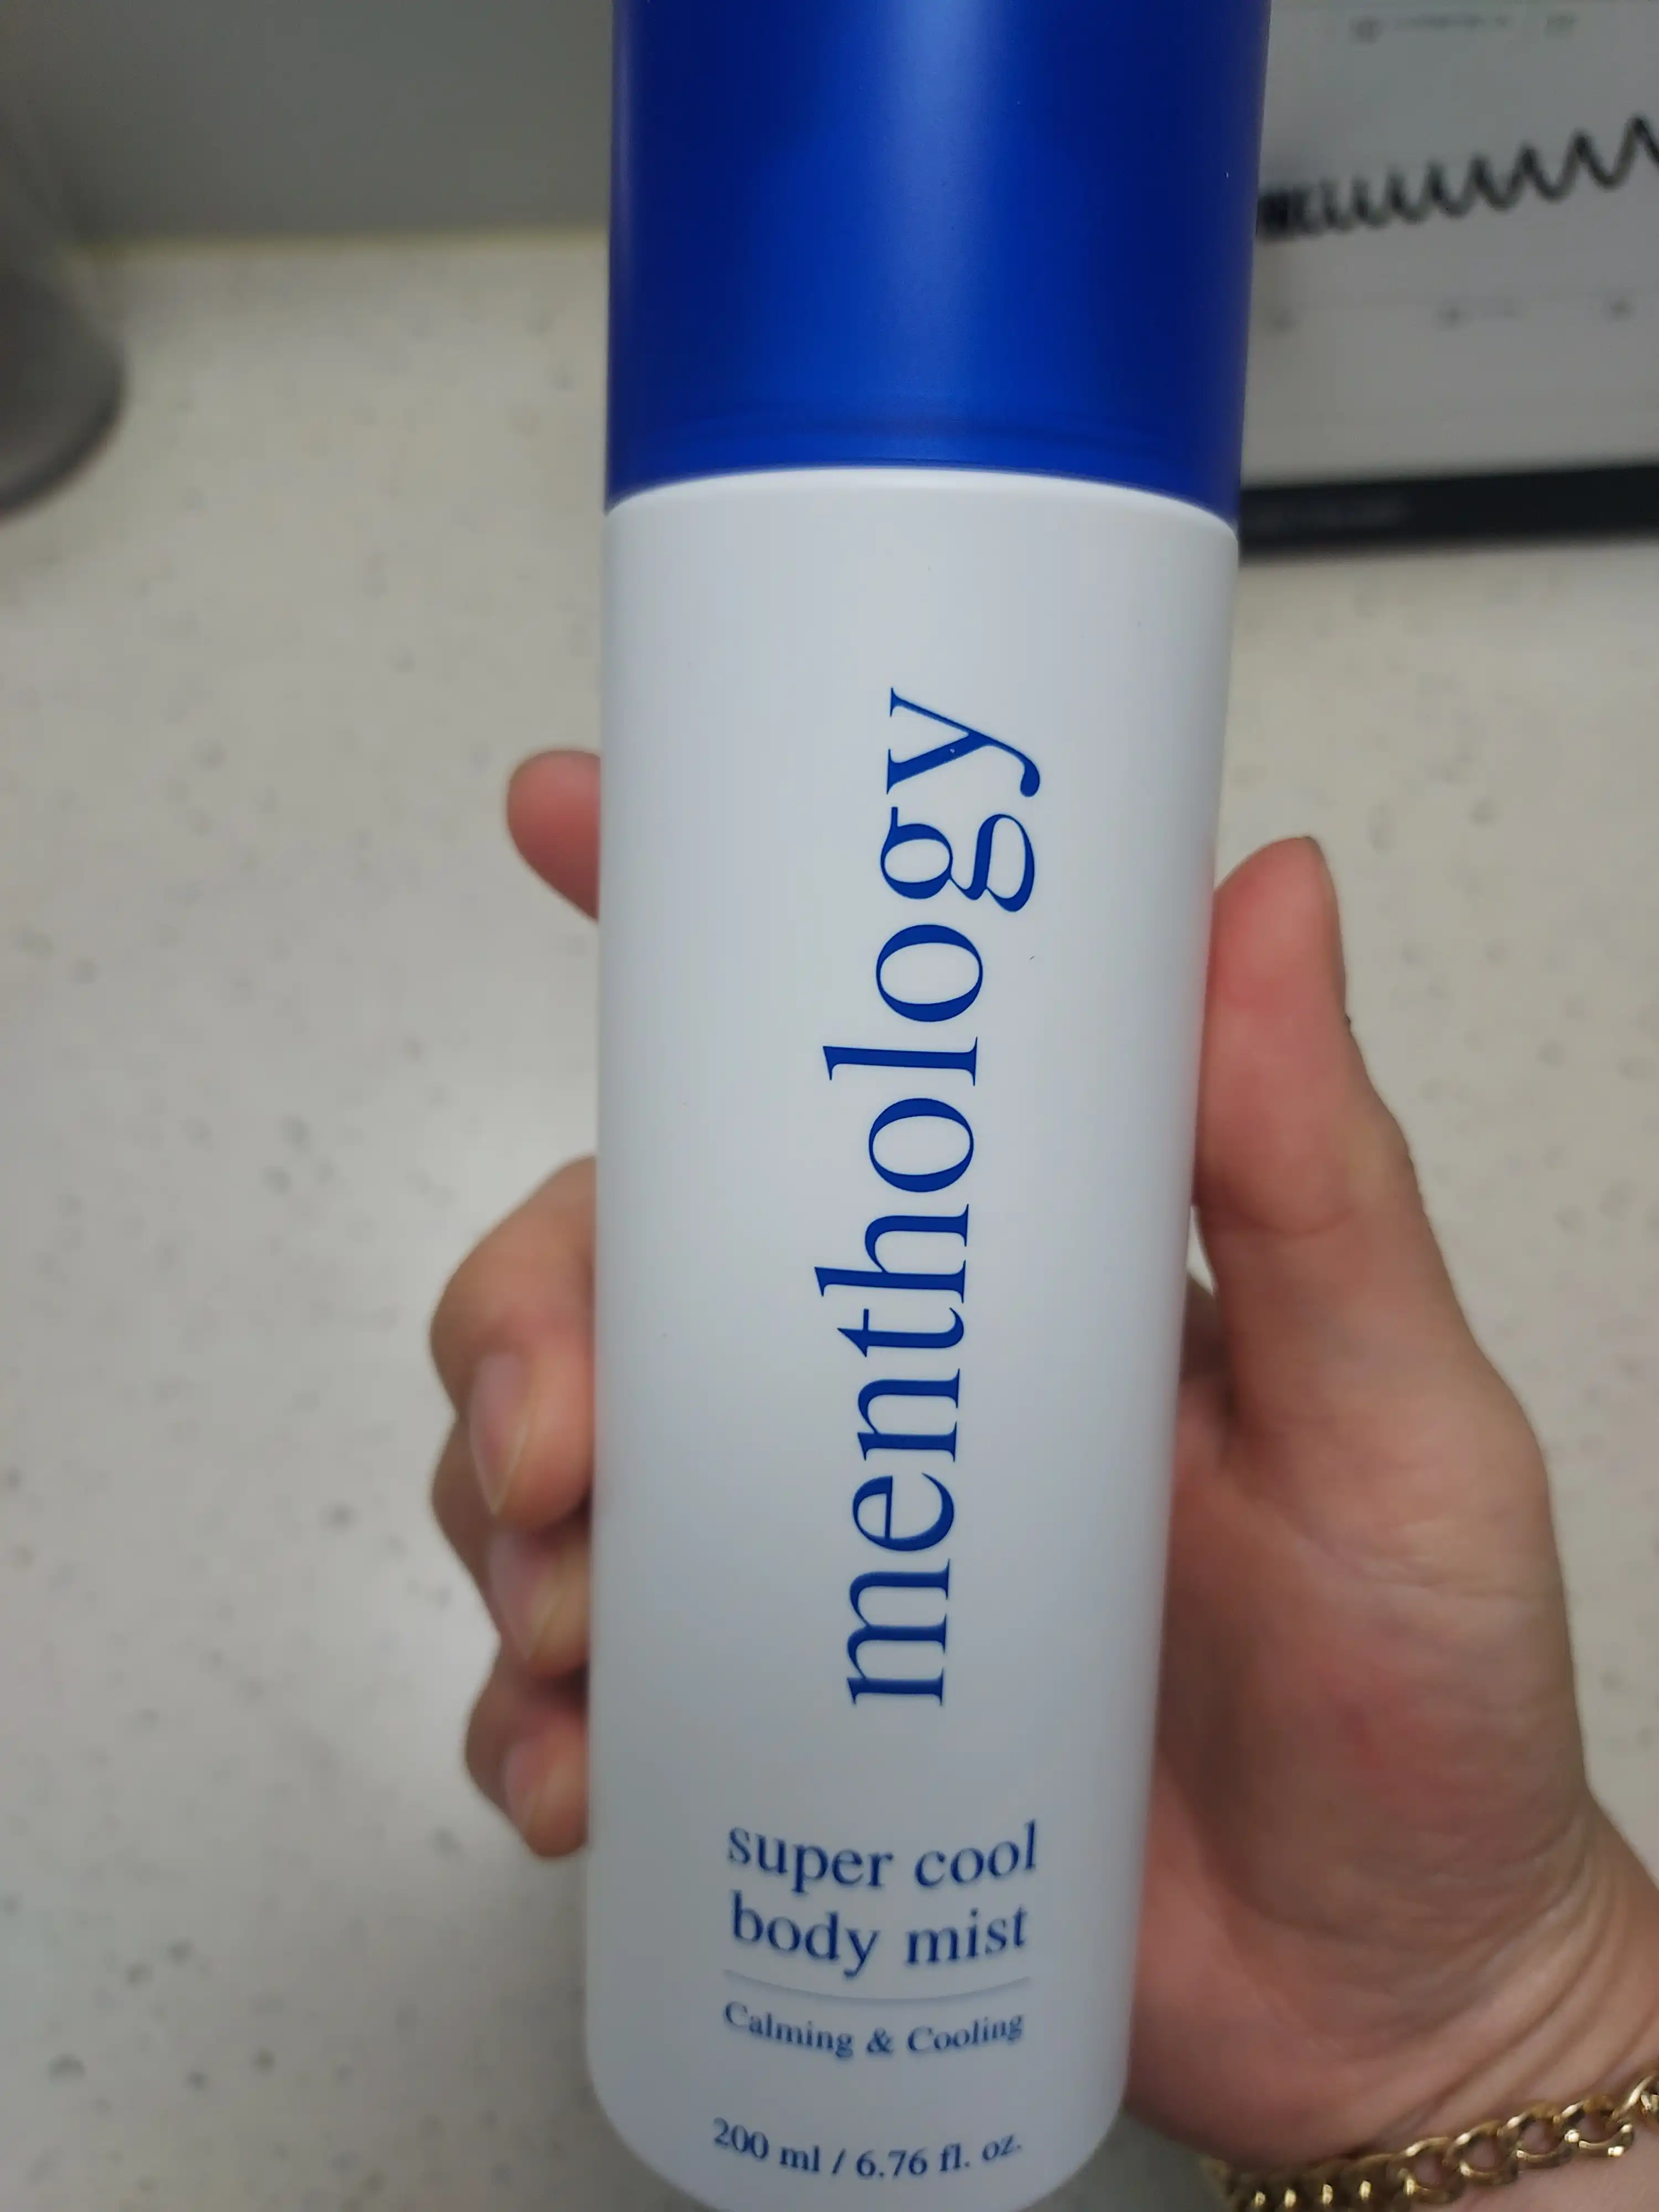 menthology
super cool
body mist
Calming & Cooling
200 ml / 6.76 fl. oz.